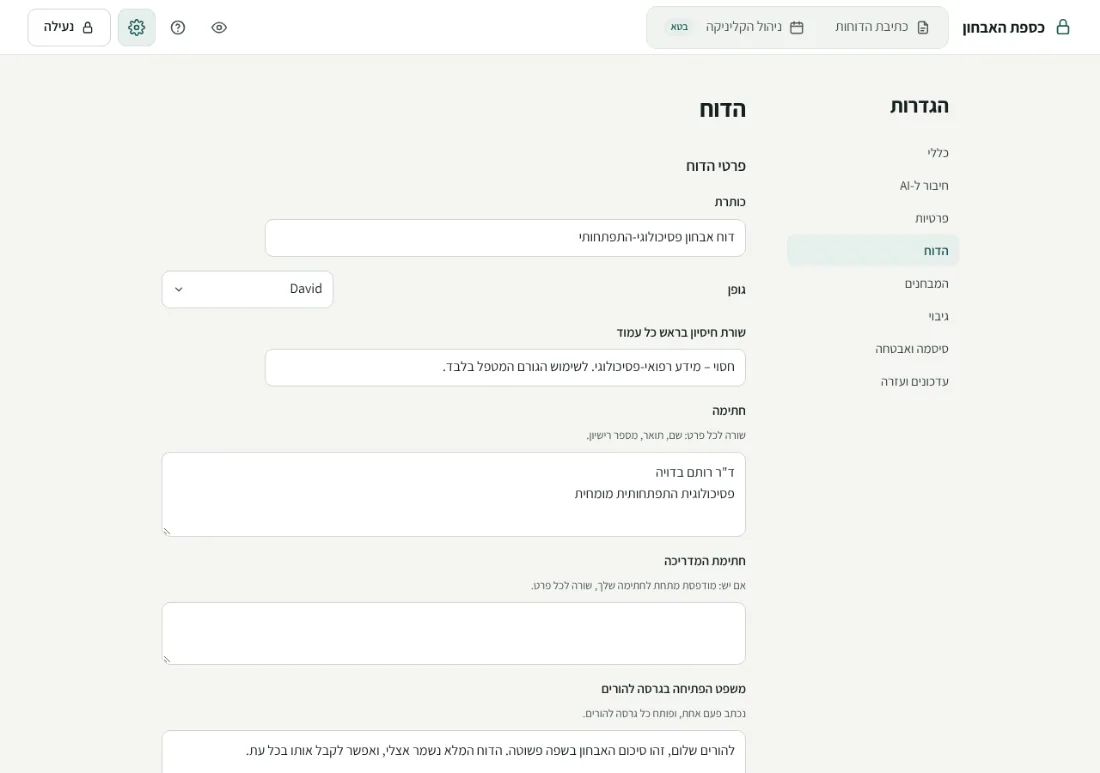 כספת האבחון
כתיבת הדוחות
ניהול הקליניקה
בטא
נעילה
הגדרות
כללי
חיבור ל-AI
פרטיות
הדוח
המבחנים
גיבוי
סיסמה ואבטחה
עדכונים ועזרה
הדוח
פרטי הדוח
כותרת
דוח אבחון פסיכולוגי-התפתחותי
גופן
David
שורת חיסיון בראש כל עמוד
חסוי – מידע רפואי-פסיכולוגי. לשימוש הגורם המטפל בלבד.
חתימה
שורה לכל פרט: שם, תואר, מספר רישיון.
ד"ר רותם בדויה
פסיכולוגית התפתחותית מומחית
חתימת המדריכה
אם יש: מודפסת מתחת לחתימה שלך, שורה לכל פרט.
משפט הפתיחה בגרסה להורים
נכתב פעם אחת, ופותח כל גרסה להורים.
להורים שלום, זהו סיכום האבחון בשפה פשוטה. הדוח המלא נשמר אצלי, ואפשר לקבל אותו בכל עת.